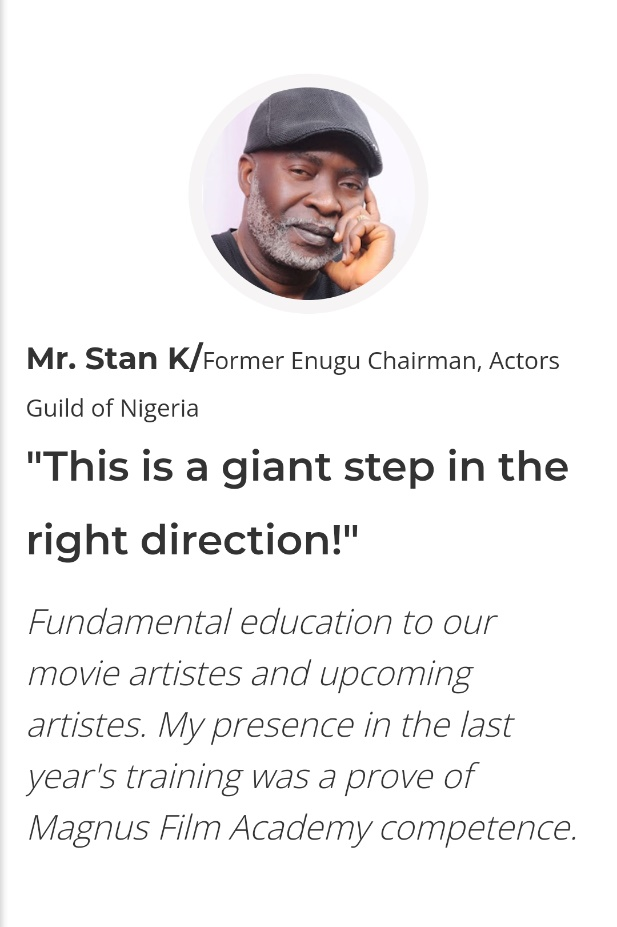 Mr. Stan K/Former Enugu Chairman, Actors
Guild of Nigeria
"This is a giant step in the
right direction!"
Fundamental education to our
movie artistes and upcoming
artistes. My presence in the last
year's training was a prove of
Magnus Film Academy competence.